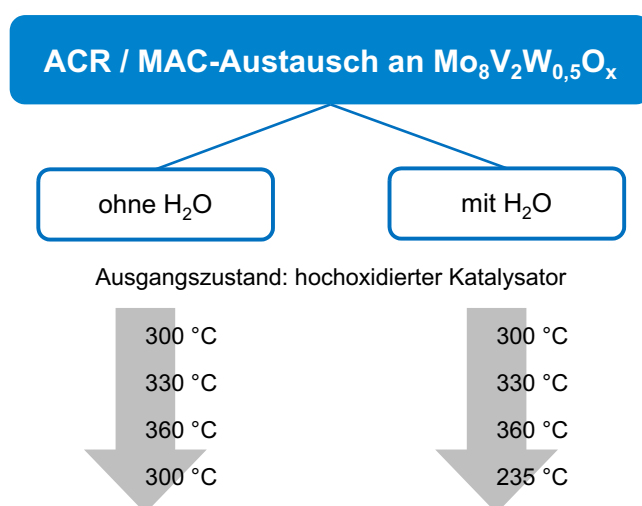 ACR / MAC-Austausch an Mo₈V₂W₀,₅Oₓ
ohne H₂O
mit H₂O
Ausgangszustand: hochoxidierter Katalysator
300 °C
330 °C
360 °C
300 °C
300 °C
330 °C
360 °C
235 °C